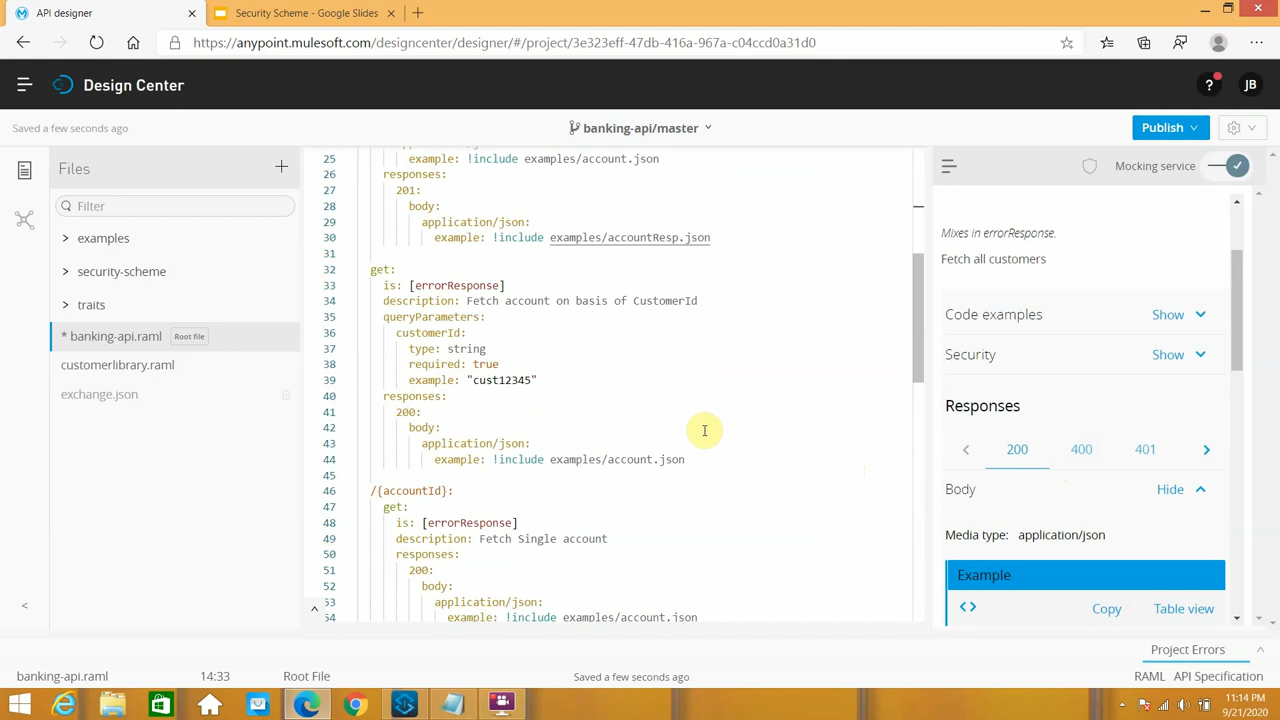 API designer
Security Scheme - Google Slides
https://anypoint.mulesoft.com/designcenter/designer/#/project/3e323eff-47db-416a-967a-c04ccd0a31d0
Design Center
?
JB
Saved a few seconds ago
banking-api/master
Publish
Files
Filter
examples
security-scheme
traits
* banking-api.raml Root file
customerlibrary.raml
exchange.json
25 example: !include examples/account.json
26 responses:
27 201:
28 body:
29 application/json:
30 example: !include examples/accountResp.json
31
32 get:
33 is: [errorResponse]
34 description: Fetch account on basis of CustomerId
35 queryParameters:
36 customerId:
37 type: string
38 required: true
39 example: "cust12345"
40 responses:
41 200:
42 body:
43 application/json:
44 example: !include examples/account.json
45
46 /{accountId}:
47 get:
48 is: [errorResponse]
49 description: Fetch Single account
50 responses:
51 200:
52 body:
53 application/json:
54 example: !include examples/account.json
Mocking service
Mixes in errorResponse.
Fetch all customers
Code examples Show
Security Show
Responses
200 400 401
Body Hide
Media type: application/json
Example
Copy Table view
Project Errors
banking-api.raml 14:33 Root File Saved a few seconds ago RAML API Specification
11:14 PM
9/21/2020